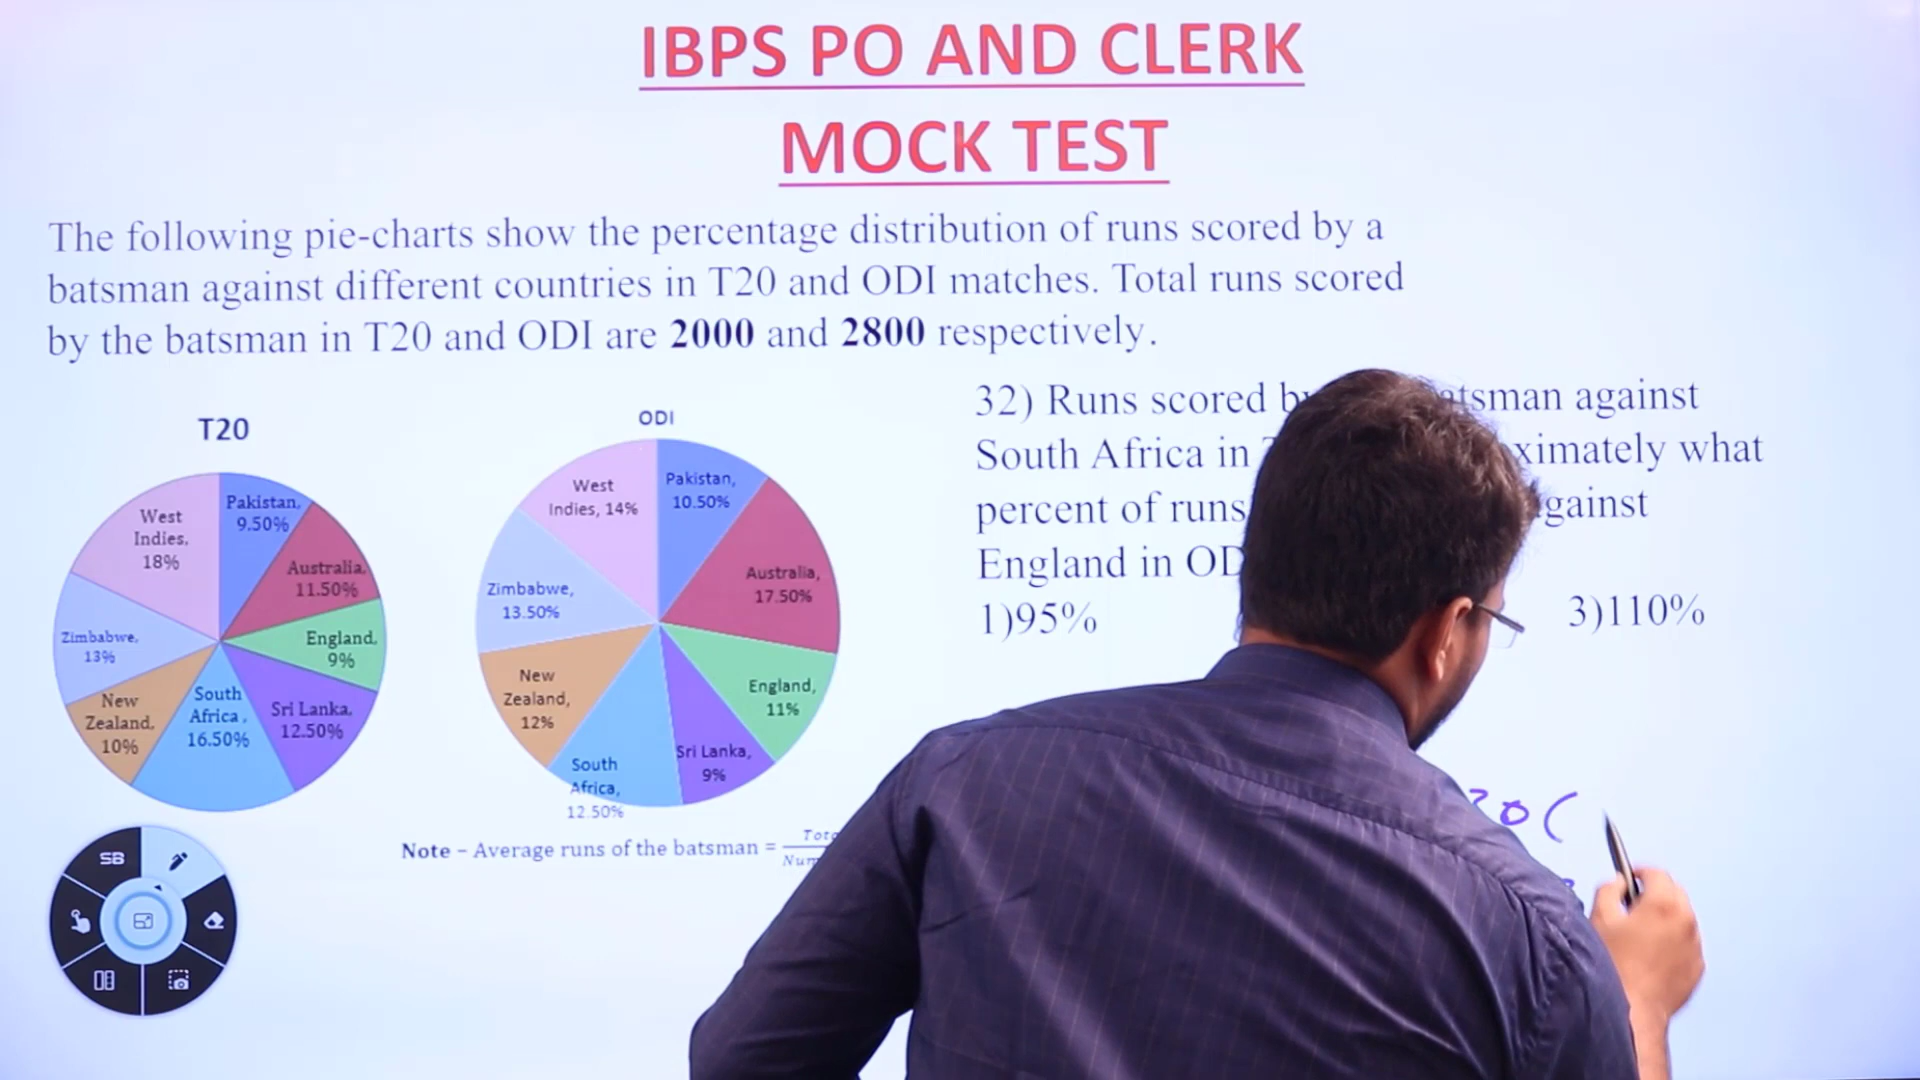 IBPS PO AND CLERK
MOCK TEST
The following pie-charts show the percentage distribution of runs scored by a
batsman against different countries in T20 and ODI matches. Total runs scored
by the batsman in T20 and ODI are 2000 and 2800 respectively.
T20
West
Indies,
18%
Pakistan,
9.50%
Australia,
11.50%
England,
9%
Sri Lanka,
12.50%
South
Africa,
16.50%
New
Zealand,
10%
Zimbabwe,
13%
ODI
West
Indies, 14%
Pakistan,
10.50%
Australia,
17.50%
England,
11%
Sri Lanka,
9%
South
Africa,
12.50%
New
Zealand,
12%
Zimbabwe,
13.50%
32) Runs scored against
South Africa in what
percent of runs
England in
1)95% 3)110%
Note – Average runs of the batsman =
SB